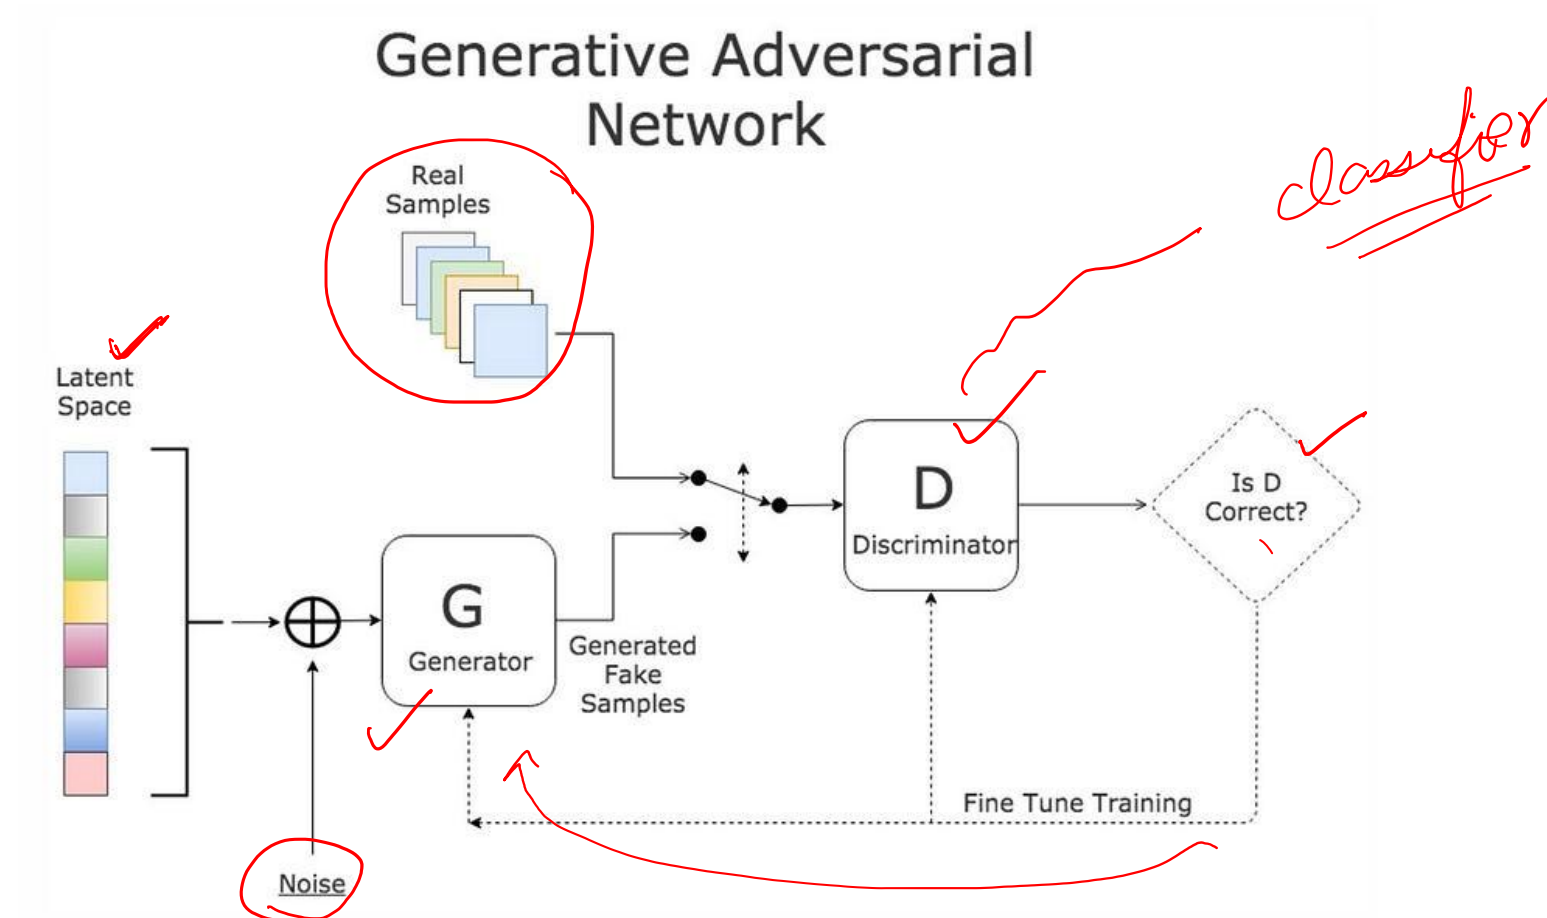 Generative Adversarial
Network
Real
Samples
classifier
Latent
Space
D
Discriminator
Is D
Correct?
G
Generator
Generated
Fake
Samples
Fine Tune Training
Noise